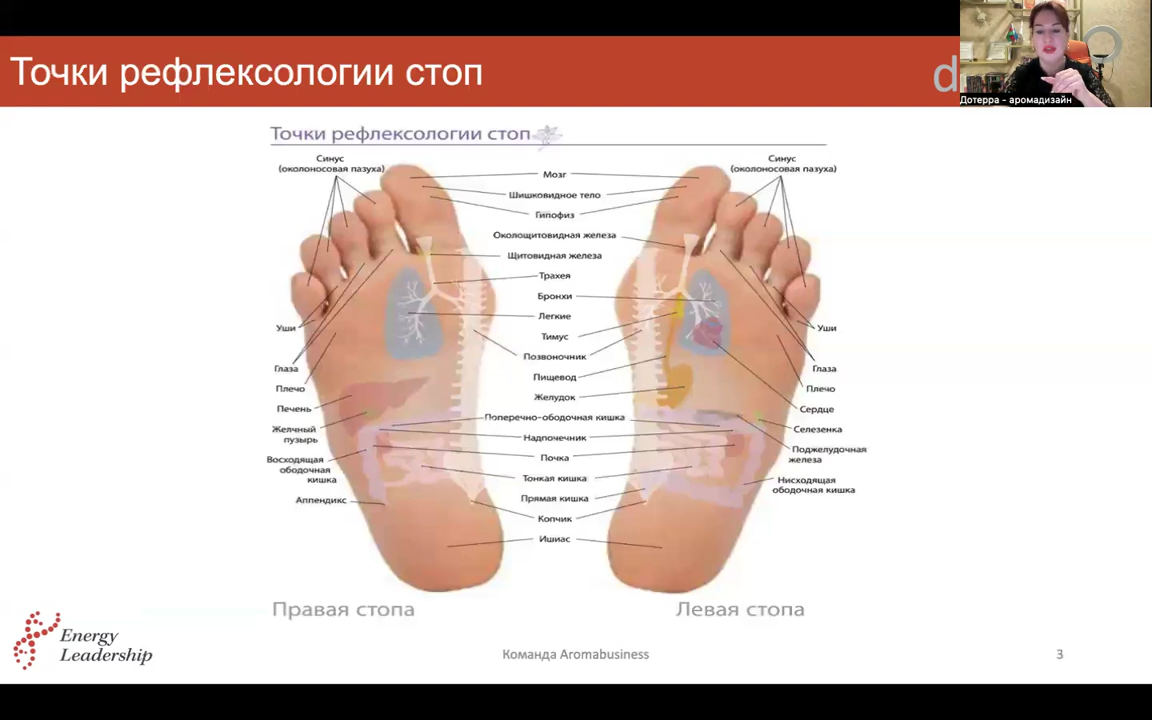 Точки рефлексологии стоп
Дотерра - аромадизайн
Точки рефлексологии стоп
Синус
(околоносовая пазуха)
Синус
(околоносовая пазуха)
Мозг
Шишковидное тело
Гипофиз
Околощитовидная железа
Щитовидная железа
Трахея
Бронхи
Легкие
Тимус
Позвоночник
Пищевод
Желудок
Поперечно-ободочная кишка
Надпочечник
Почка
Тонкая кишка
Прямая кишка
Копчик
Ишиас
Уши
Глаза
Плечо
Печень
Желчный
пузырь
Восходящая
ободочная
кишка
Аппендикс
Уши
Глаза
Плечо
Сердце
Селезенка
Поджелудочная
железа
Нисходящая
ободочная кишка
Правая стопа
Левая стопа
Energy
Leadership
Команда Aromabusiness
3